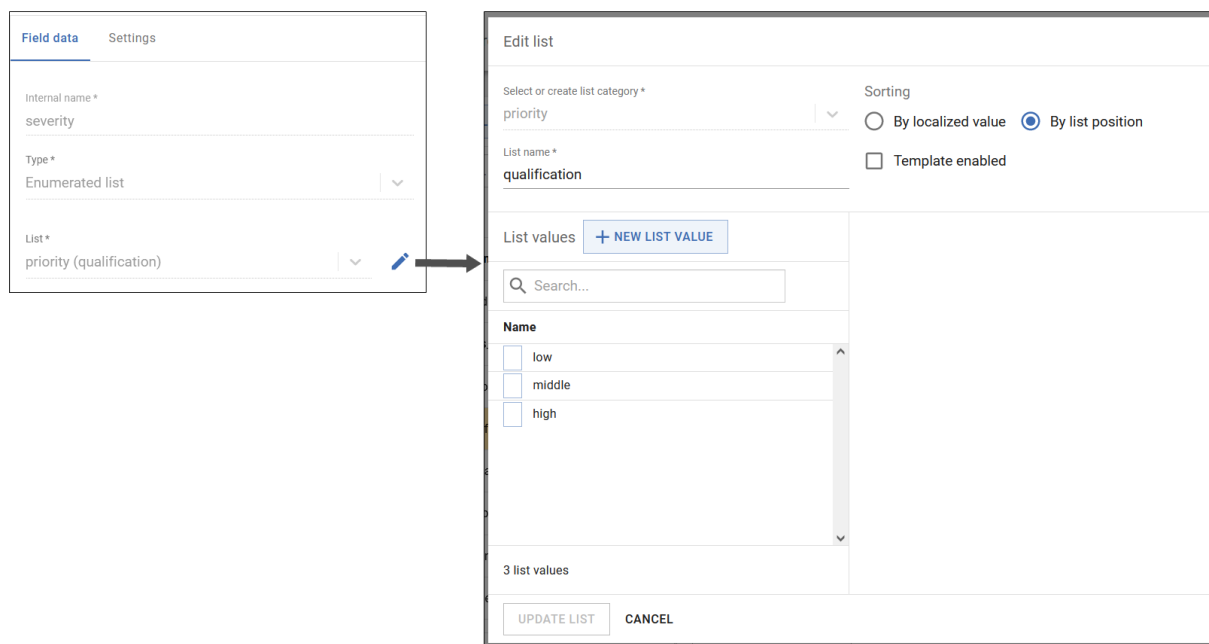 Field data Settings
Internal name *
severity
Type *
Enumerated list
List *
priority (qualification)
Edit list
Select or create list category *
priority
List name *
qualification
Sorting
By localized value By list position
Template enabled
List values + NEW LIST VALUE
Search...
Name
low
middle
high
3 list values
UPDATE LIST CANCEL